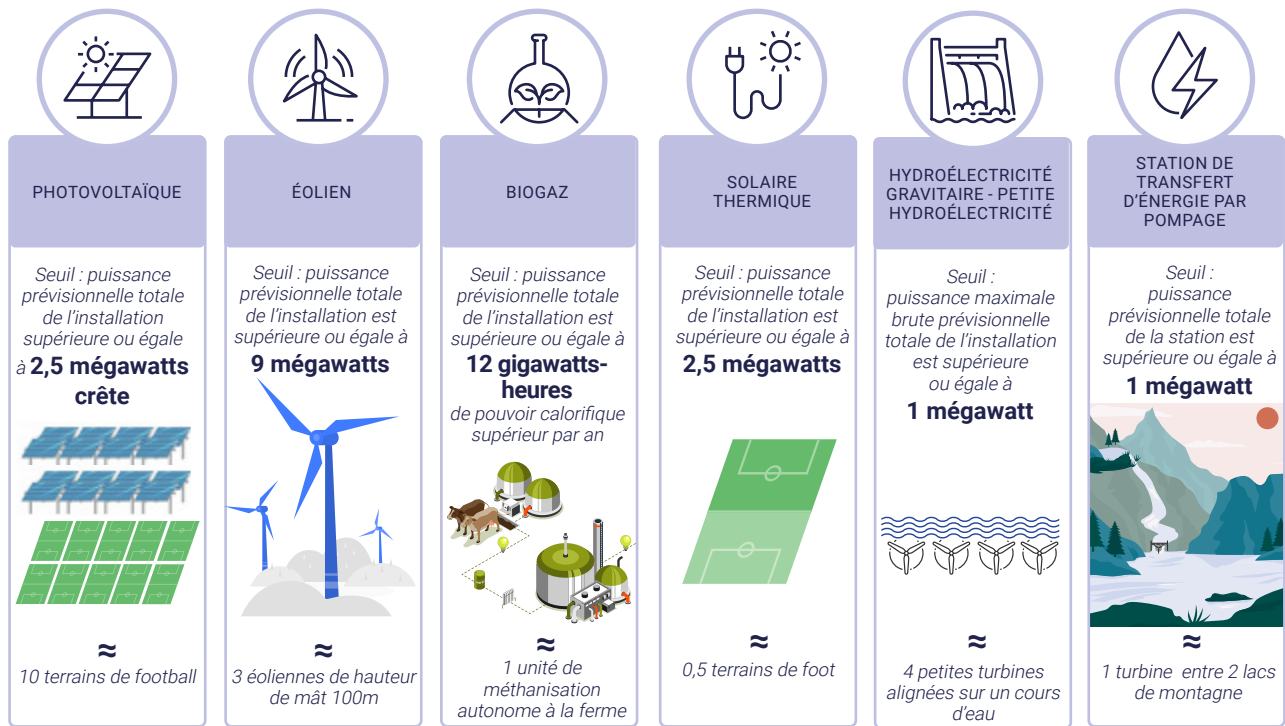 PHOTOVOLTAÏQUE
Seuil : puissance
prévisionnelle totale
de l'installation
supérieure ou égale
à 2,5 mégawatts
crête
≈
10 terrains de football
ÉOLIEN
Seuil : puissance
prévisionnelle totale
de l'installation est
supérieure ou égale à
9 mégawatts
≈
3 éoliennes de hauteur
de mât 100m
BIOGAZ
Seuil : puissance
prévisionnelle totale
de l'installation est
supérieure ou égale à
12 gigawatts-
heures
de pouvoir calorifique
supérieur par an
≈
1 unité de
méthanisation
autonome à la ferme
SOLAIRE
THERMIQUE
Seuil : puissance
prévisionnelle totale
de l'installation est
supérieure ou égale à
2,5 mégawatts
≈
0,5 terrains de foot
HYDROÉLECTRICITÉ
GRAVITAIRE - PETITE
HYDROÉLECTRICITÉ
Seuil :
puissance maximale
brute prévisionnelle
totale de l'installation
est supérieure
ou égale à
1 mégawatt
≈
4 petites turbines
alignées sur un cours
d'eau
STATION DE
TRANSFERT
D'ÉNERGIE PAR
POMPAGE
Seuil :
puissance
prévisionnelle totale
de la station est
supérieure ou égale à
1 mégawatt
≈
1 turbine entre 2 lacs
de montagne